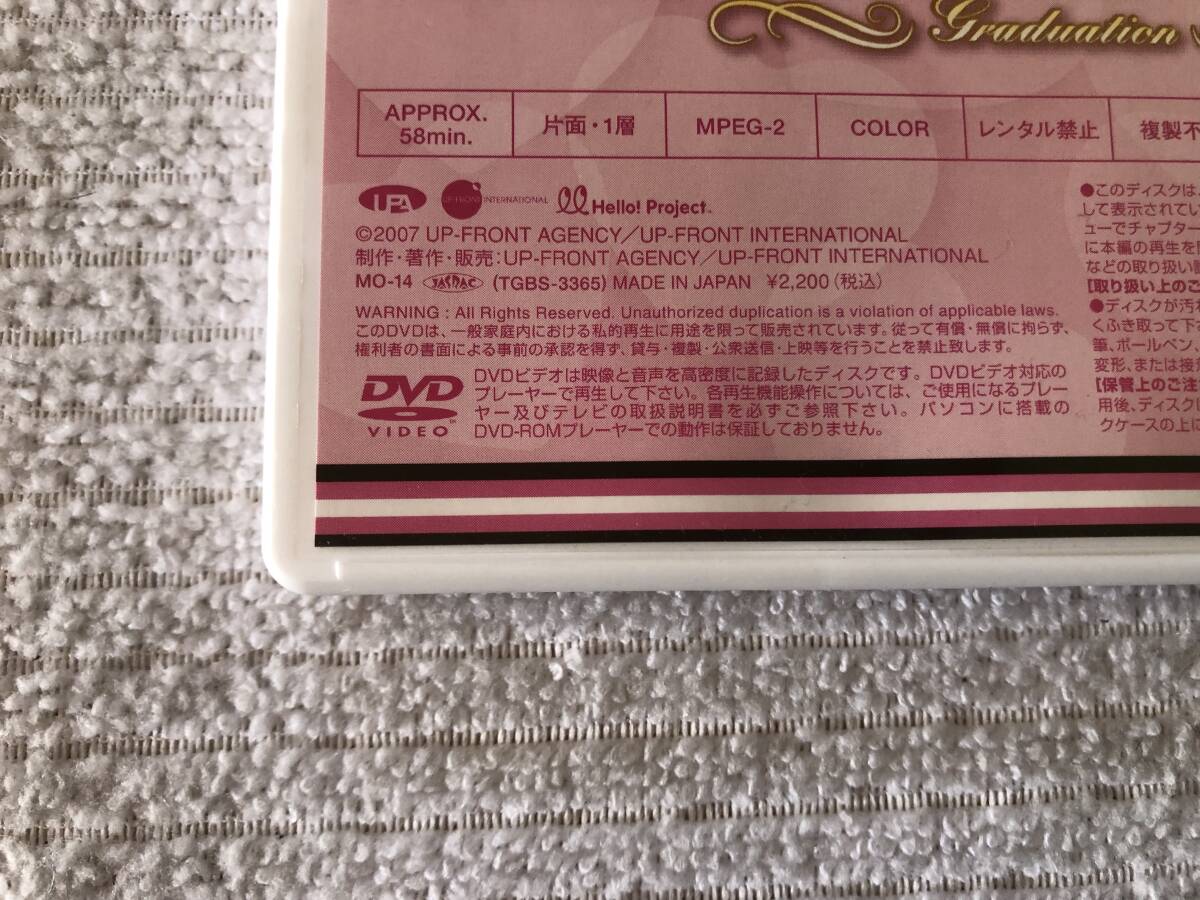 Graduation
APPROX. 58min.
片面・1層
MPEG-2
COLOR
レンタル禁止
複製不
UFA
UP-FRONT INTERNATIONAL
Hello! Project™
©2007 UP-FRONT AGENCY/UP-FRONT INTERNATIONAL
制作・著作・販売:UP-FRONT AGENCY/UP-FRONT INTERNATIONAL
MO-14 JASRAC (TGBS-3365) MADE IN JAPAN ¥2,200(税込)
WARNING : All Rights Reserved. Unauthorized duplication is a violation of applicable laws.
このDVDは、一般家庭内における私的再生に用途を限って販売されています。従って有償・無償に拘らず、
権利者の書面による事前の承認を得ず、貸与・複製・公衆送信・上映等を行うことを禁止致します。
DVD
VIDEO™
DVDビデオは映像と音声を高密度に記録したディスクです。DVDビデオ対応の
プレーヤーで再生して下さい。各再生機能操作については、ご使用になるプレー
ヤー及びテレビの取扱説明書を必ずご参照下さい。パソコンに搭載の
DVD-ROMプレーヤーでの動作は保証しておりません。
●このディスクは、
して表示されてい
ューでチャプター
に本編の再生を
などの取り扱い
[取り扱い上のご
●ディスクが汚
くふき取って下
筆、ボールペン、
変形、または接
[保管上のご注
用後、ディスク
クケースの上に